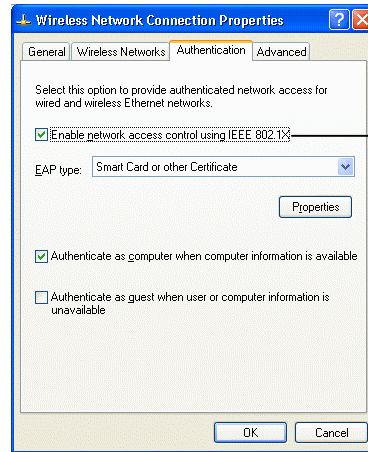 Wireless Network Connection Properties
General Wireless Networks Authentication Advanced
Select this option to provide authenticated network access for
wired and wireless Ethernet networks.
Enable network access control using IEEE 802.1X
EAP type: Smart Card or other Certificate
Properties
Authenticate as computer when computer information is available
Authenticate as guest when user or computer information is
unavailable
OK Cancel